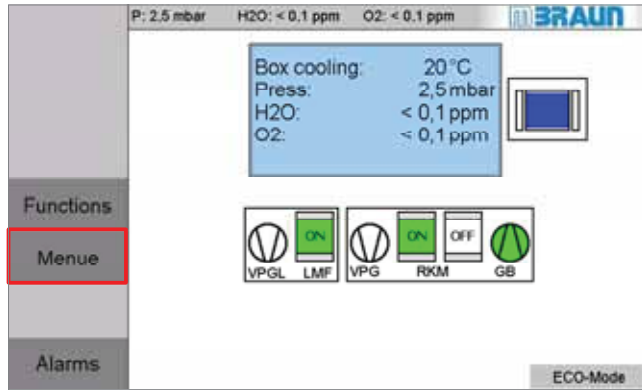 P: 2.5 mbar H2O: < 0.1 ppm O2: < 0.1 ppm MBRAUN
Box cooling: 20°C
Press: 2,5 mbar
H2O: < 0,1 ppm
O2: < 0,1 ppm
Functions
Menue
ON ON OFF
VPGL LMF VPG RKM GB
Alarms
ECO-Mode